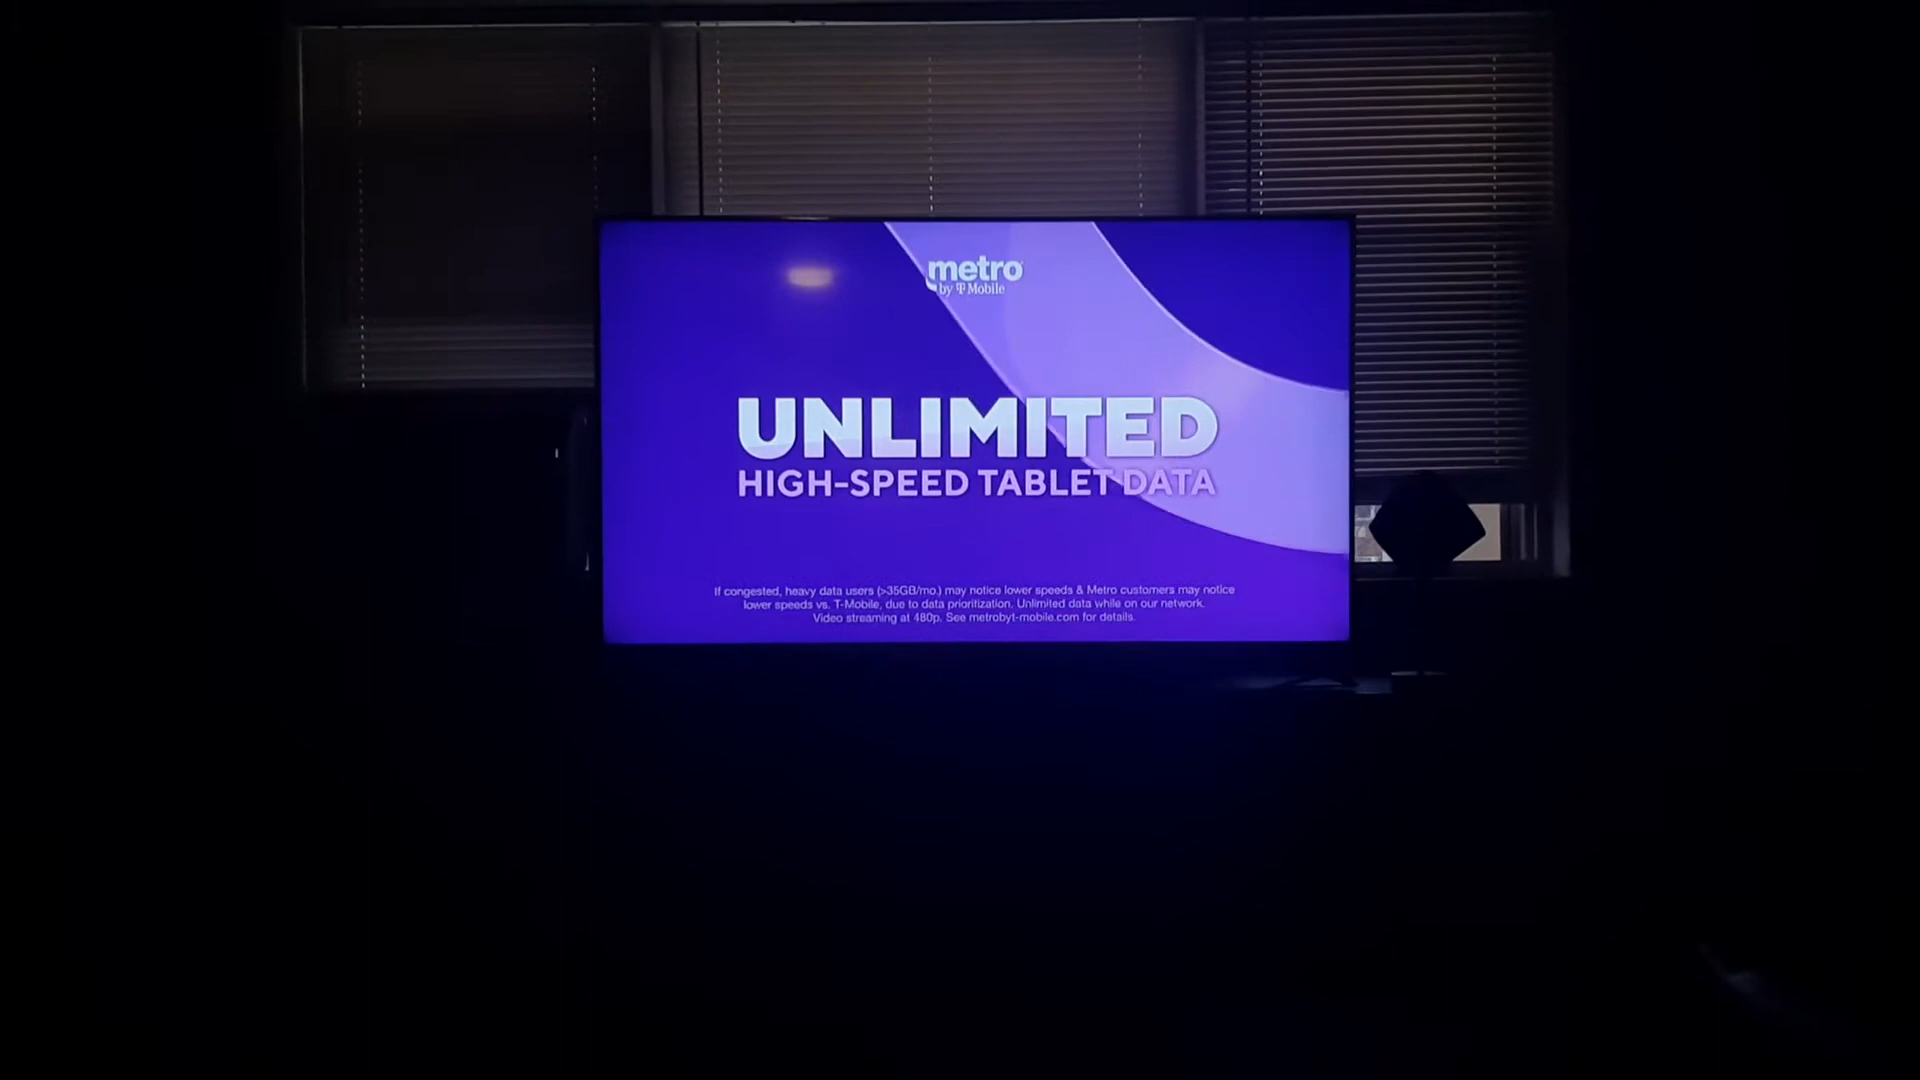 metro
by T Mobile
UNLIMITED
HIGH-SPEED TABLET DATA
If congested, heavy data users (>35GB/mo.) may notice lower speeds & Metro customers may notice
lower speeds vs. T-Mobile, due to data prioritization. Unlimited data while on our network.
Video streaming at 480p. See metrobyt-mobile.com for details.